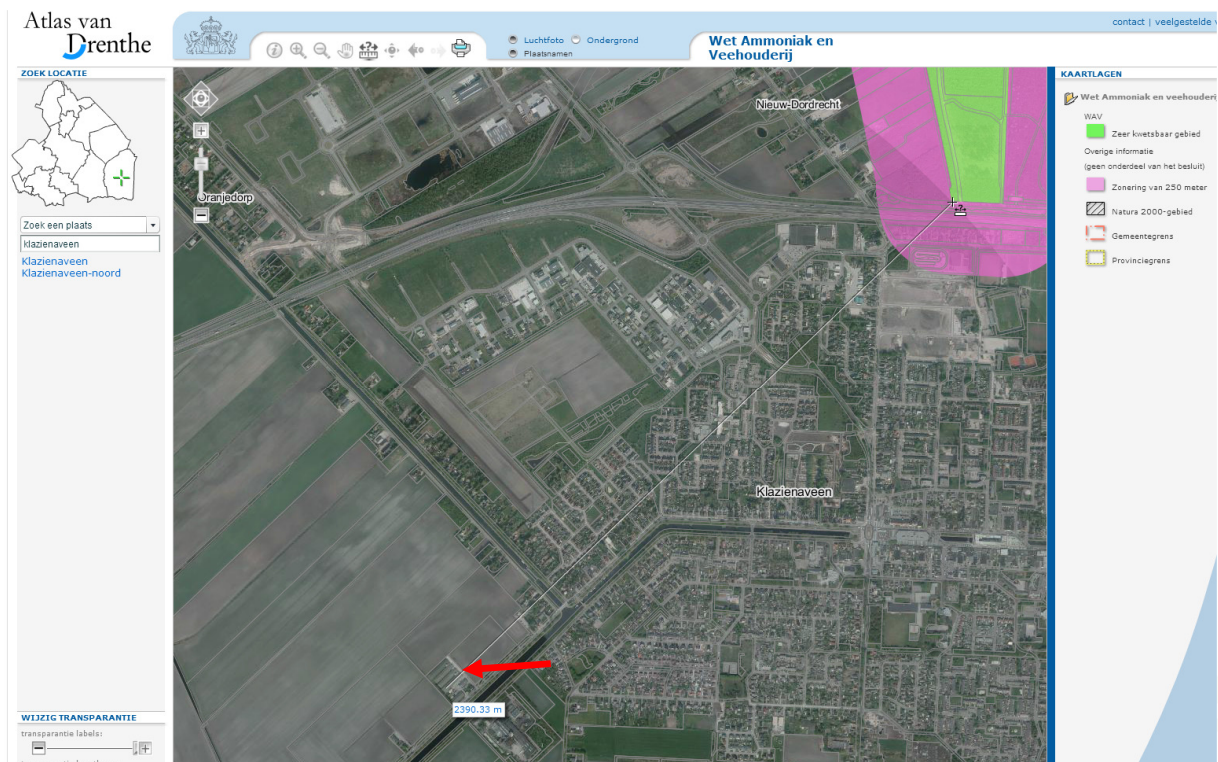 Atlas van
Drenthe
contact | veelgestelde v
Luchtfoto
Ondergrond
Plaatsnamen
Wet Ammoniak en
Veehouderij
ZOEK LOCATIE
Zoek een plaats
klazienaveen
Klazienaveen
Klazienaveen-noord
WIJZIG TRANSPARANTIE
transparantie labels:
Nieuw-Dordrecht
Oranjedorp
Klazienaveen
2390.33 m
KAARTLAGEN
Wet Ammoniak en veehouderij
WAV
Zeer kwetsbaar gebied
Overige informatie
(geen onderdeel van het besluit)
Zonering van 250 meter
Natura 2000-gebied
Gemeentegrens
Provinciegrens